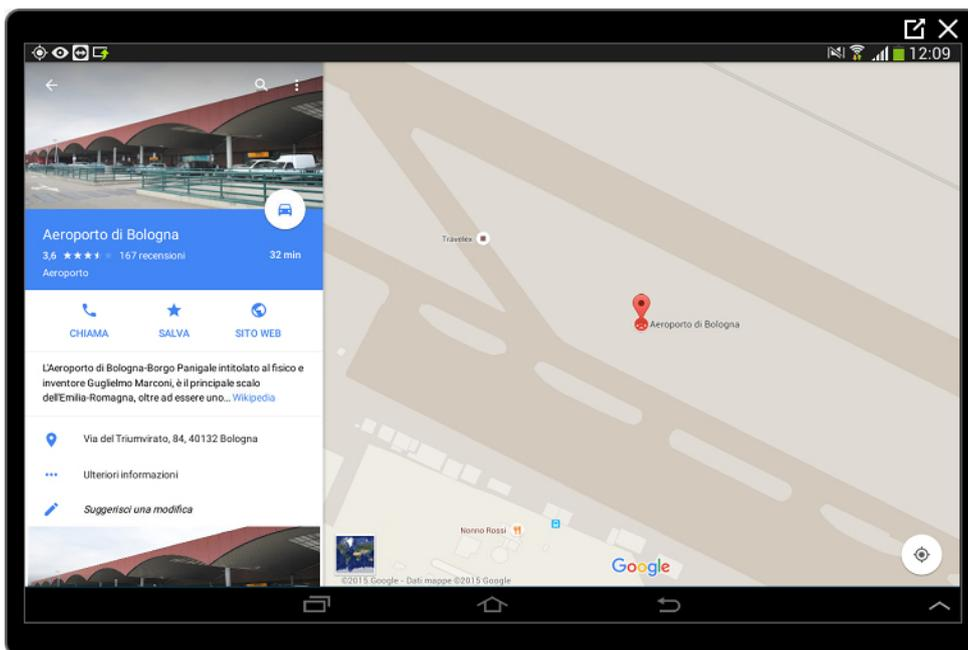 12:09
Aeroporto di Bologna
3,6 167 recensioni 32 min
Aeroporto
CHIAMA SALVA SITO WEB
L'Aeroporto di Bologna-Borgo Panigale intitolato al fisico e
inventore Guglielmo Marconi, è il principale scalo
dell'Emilia-Romagna, oltre ad essere uno... Wikipedia
Via del Triumvirato, 84, 40132 Bologna
Ulteriori informazioni
Suggerisci una modifica
Travelex
Aeroporto di Bologna
Nonno Rossi
Google
©2015 Google - Dati mappe ©2015 Google